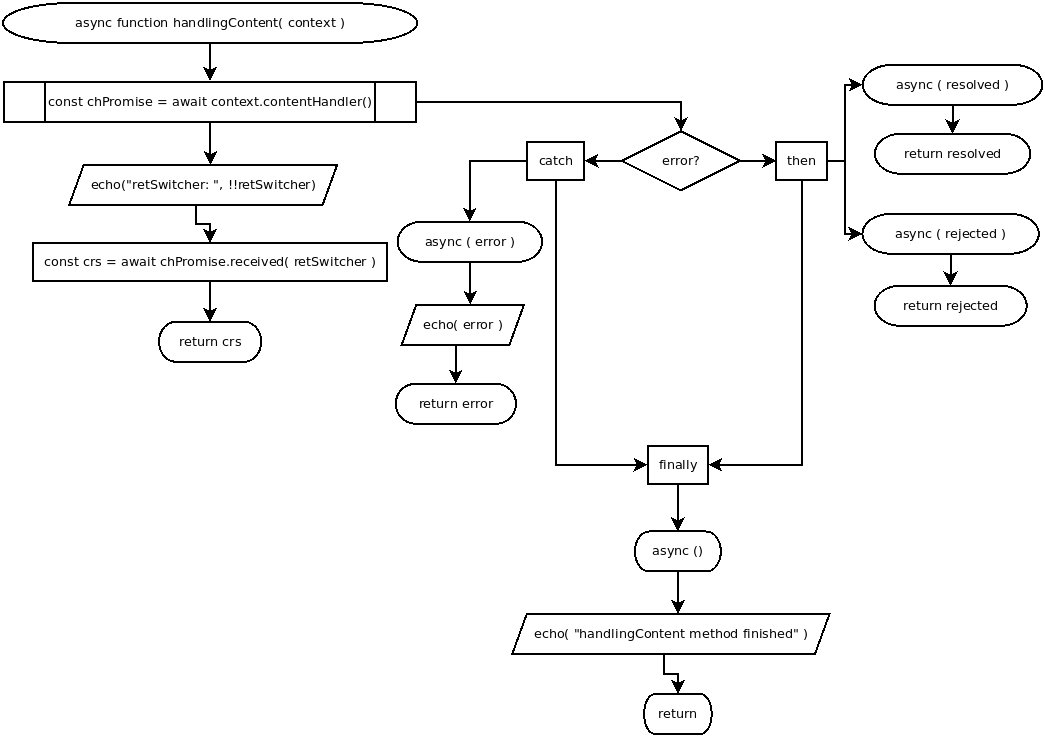 async function handlingContent( context )
const chPromise = await context.contentHandler()
echo("retSwitcher: ", !!retSwitcher)
const crs = await chPromise.received( retSwitcher )
return crs
error?
catch
async ( error )
echo( error )
return error
then
async ( resolved )
return resolved
async ( rejected )
return rejected
finally
async ()
echo( "handlingContent method finished" )
return